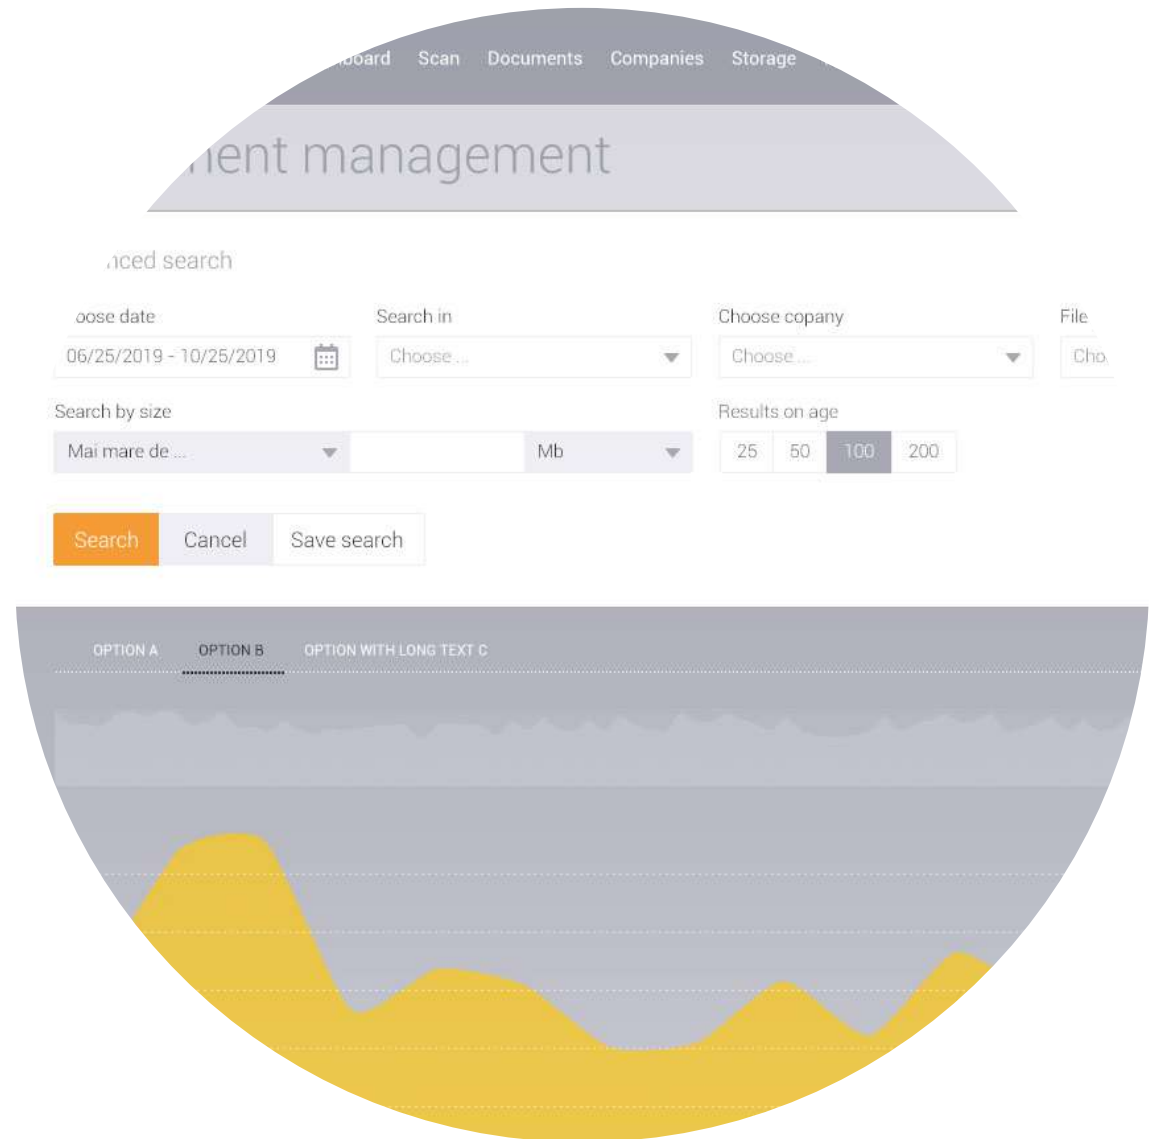 board Scan Documents Companies Storage
ment management
nced search
oose date Search in Choose copany File
06/25/2019 - 10/25/2019 Choose ... Choose ... Cho
Search by size Results on age
Mai mare de ... Mb 25 50 100 200
Search Cancel Save search
OPTION A OPTION B OPTION WITH LONG TEXT C